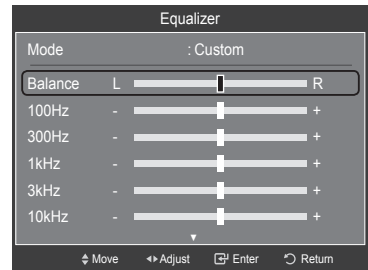 Equalizer
Mode : Custom
Balance L R
100Hz - +
300Hz - +
1kHz - +
3kHz - +
10kHz - +
Move Adjust Enter Return